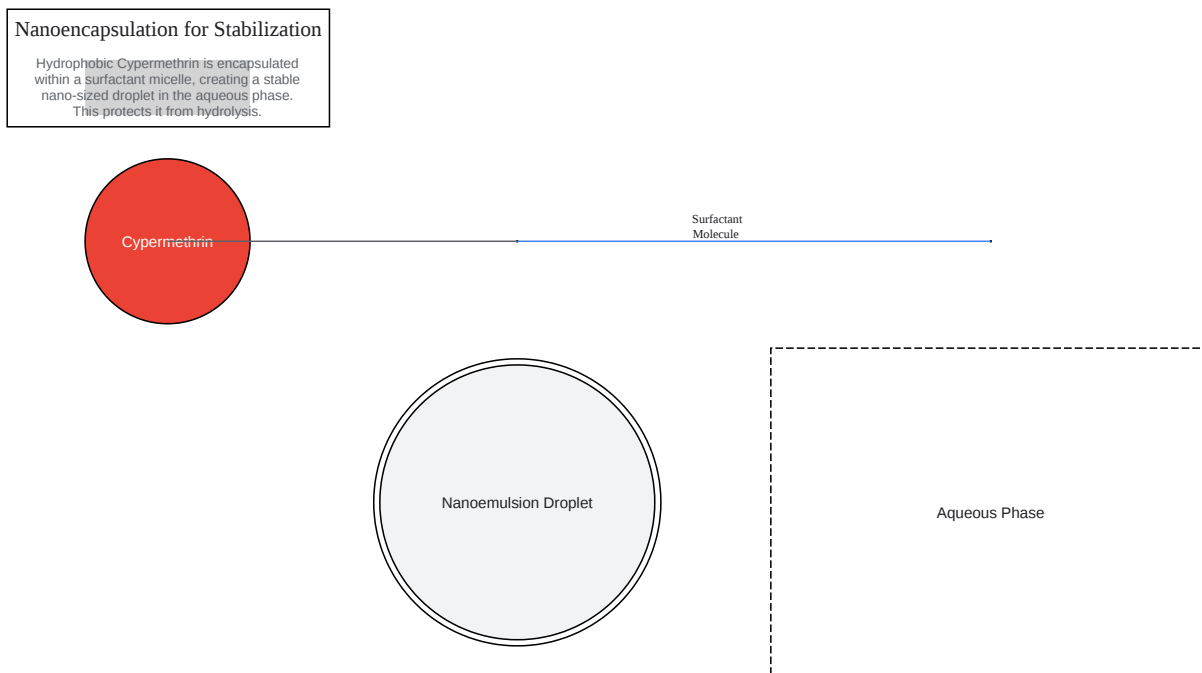 Nanoencapsulation for Stabilization
Hydrophobic Cypermethrin is encapsulated
within a surfactant micelle, creating a stable
nano-sized droplet in the aqueous phase.
This protects it from hydrolysis.
Cypermethrin
Surfactant
Molecule
Nanoemulsion Droplet
Aqueous Phase